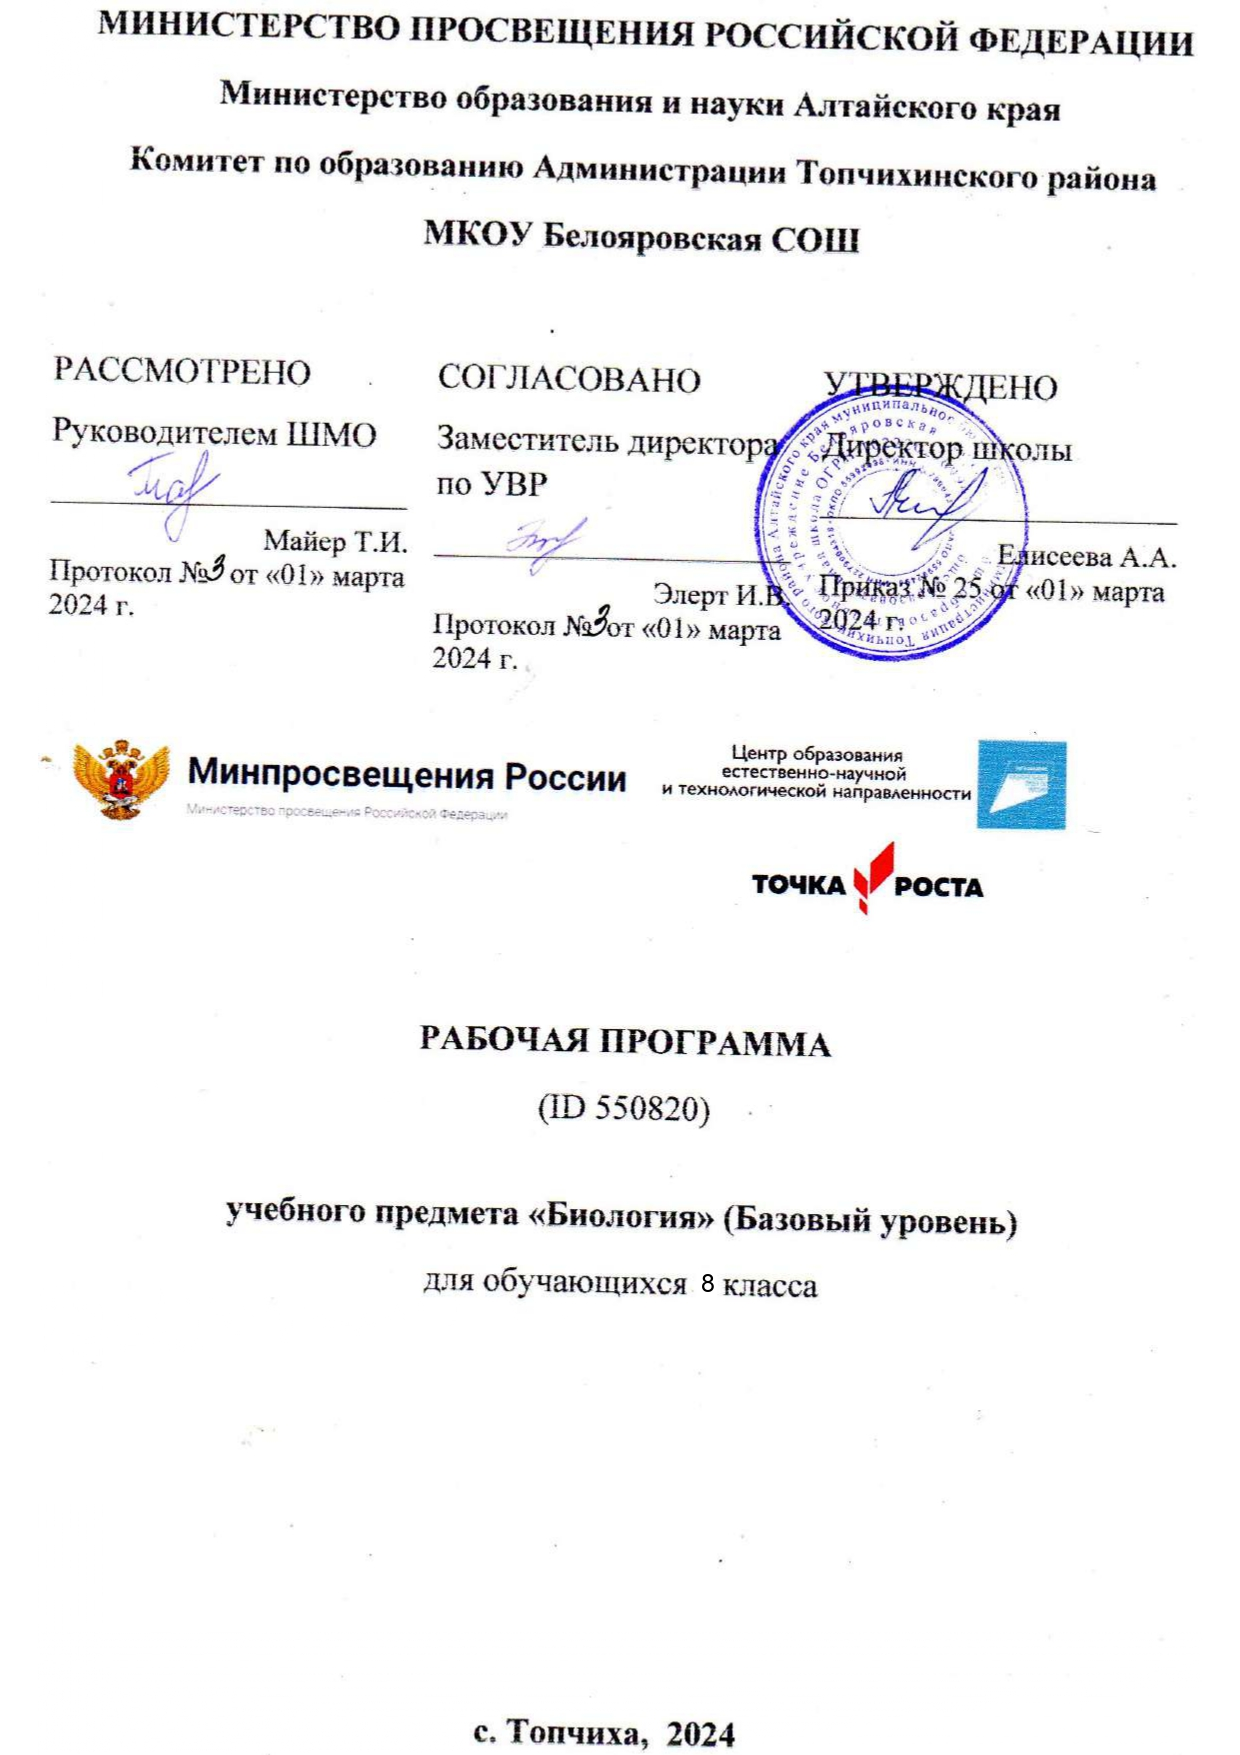 МИНИСТЕРСТВО ПРОСВЕЩЕНИЯ РОССИЙСКОЙ ФЕДЕРАЦИИ
Министерство образования и науки Алтайского края
Комитет по образованию Администрации Топчихинского района
МКОУ Белояровская СОШ
РАССМОТРЕНО
Руководителем ШМО
Майер Т.И.
Протокол №3 от «01» марта
2024 г.
СОГЛАСОВАНО
Заместитель директора
по УВР
Элерт И.В.
Протокол №3от «01» марта
2024 г.
УТВЕРЖДЕНО
Директор школы
Елисеева А.А.
Приказ № 25 от «01» марта
2024 г.
Минпросвещения России
Министерство просвещения Российской Федерации
Центр образования
естественно-научной
и технологической направленности
ТОЧКА РОСТА
РАБОЧАЯ ПРОГРАММА
(ID 550820)
учебного предмета «Биология» (Базовый уровень)
для обучающихся 8 класса
с. Топчиха, 2024